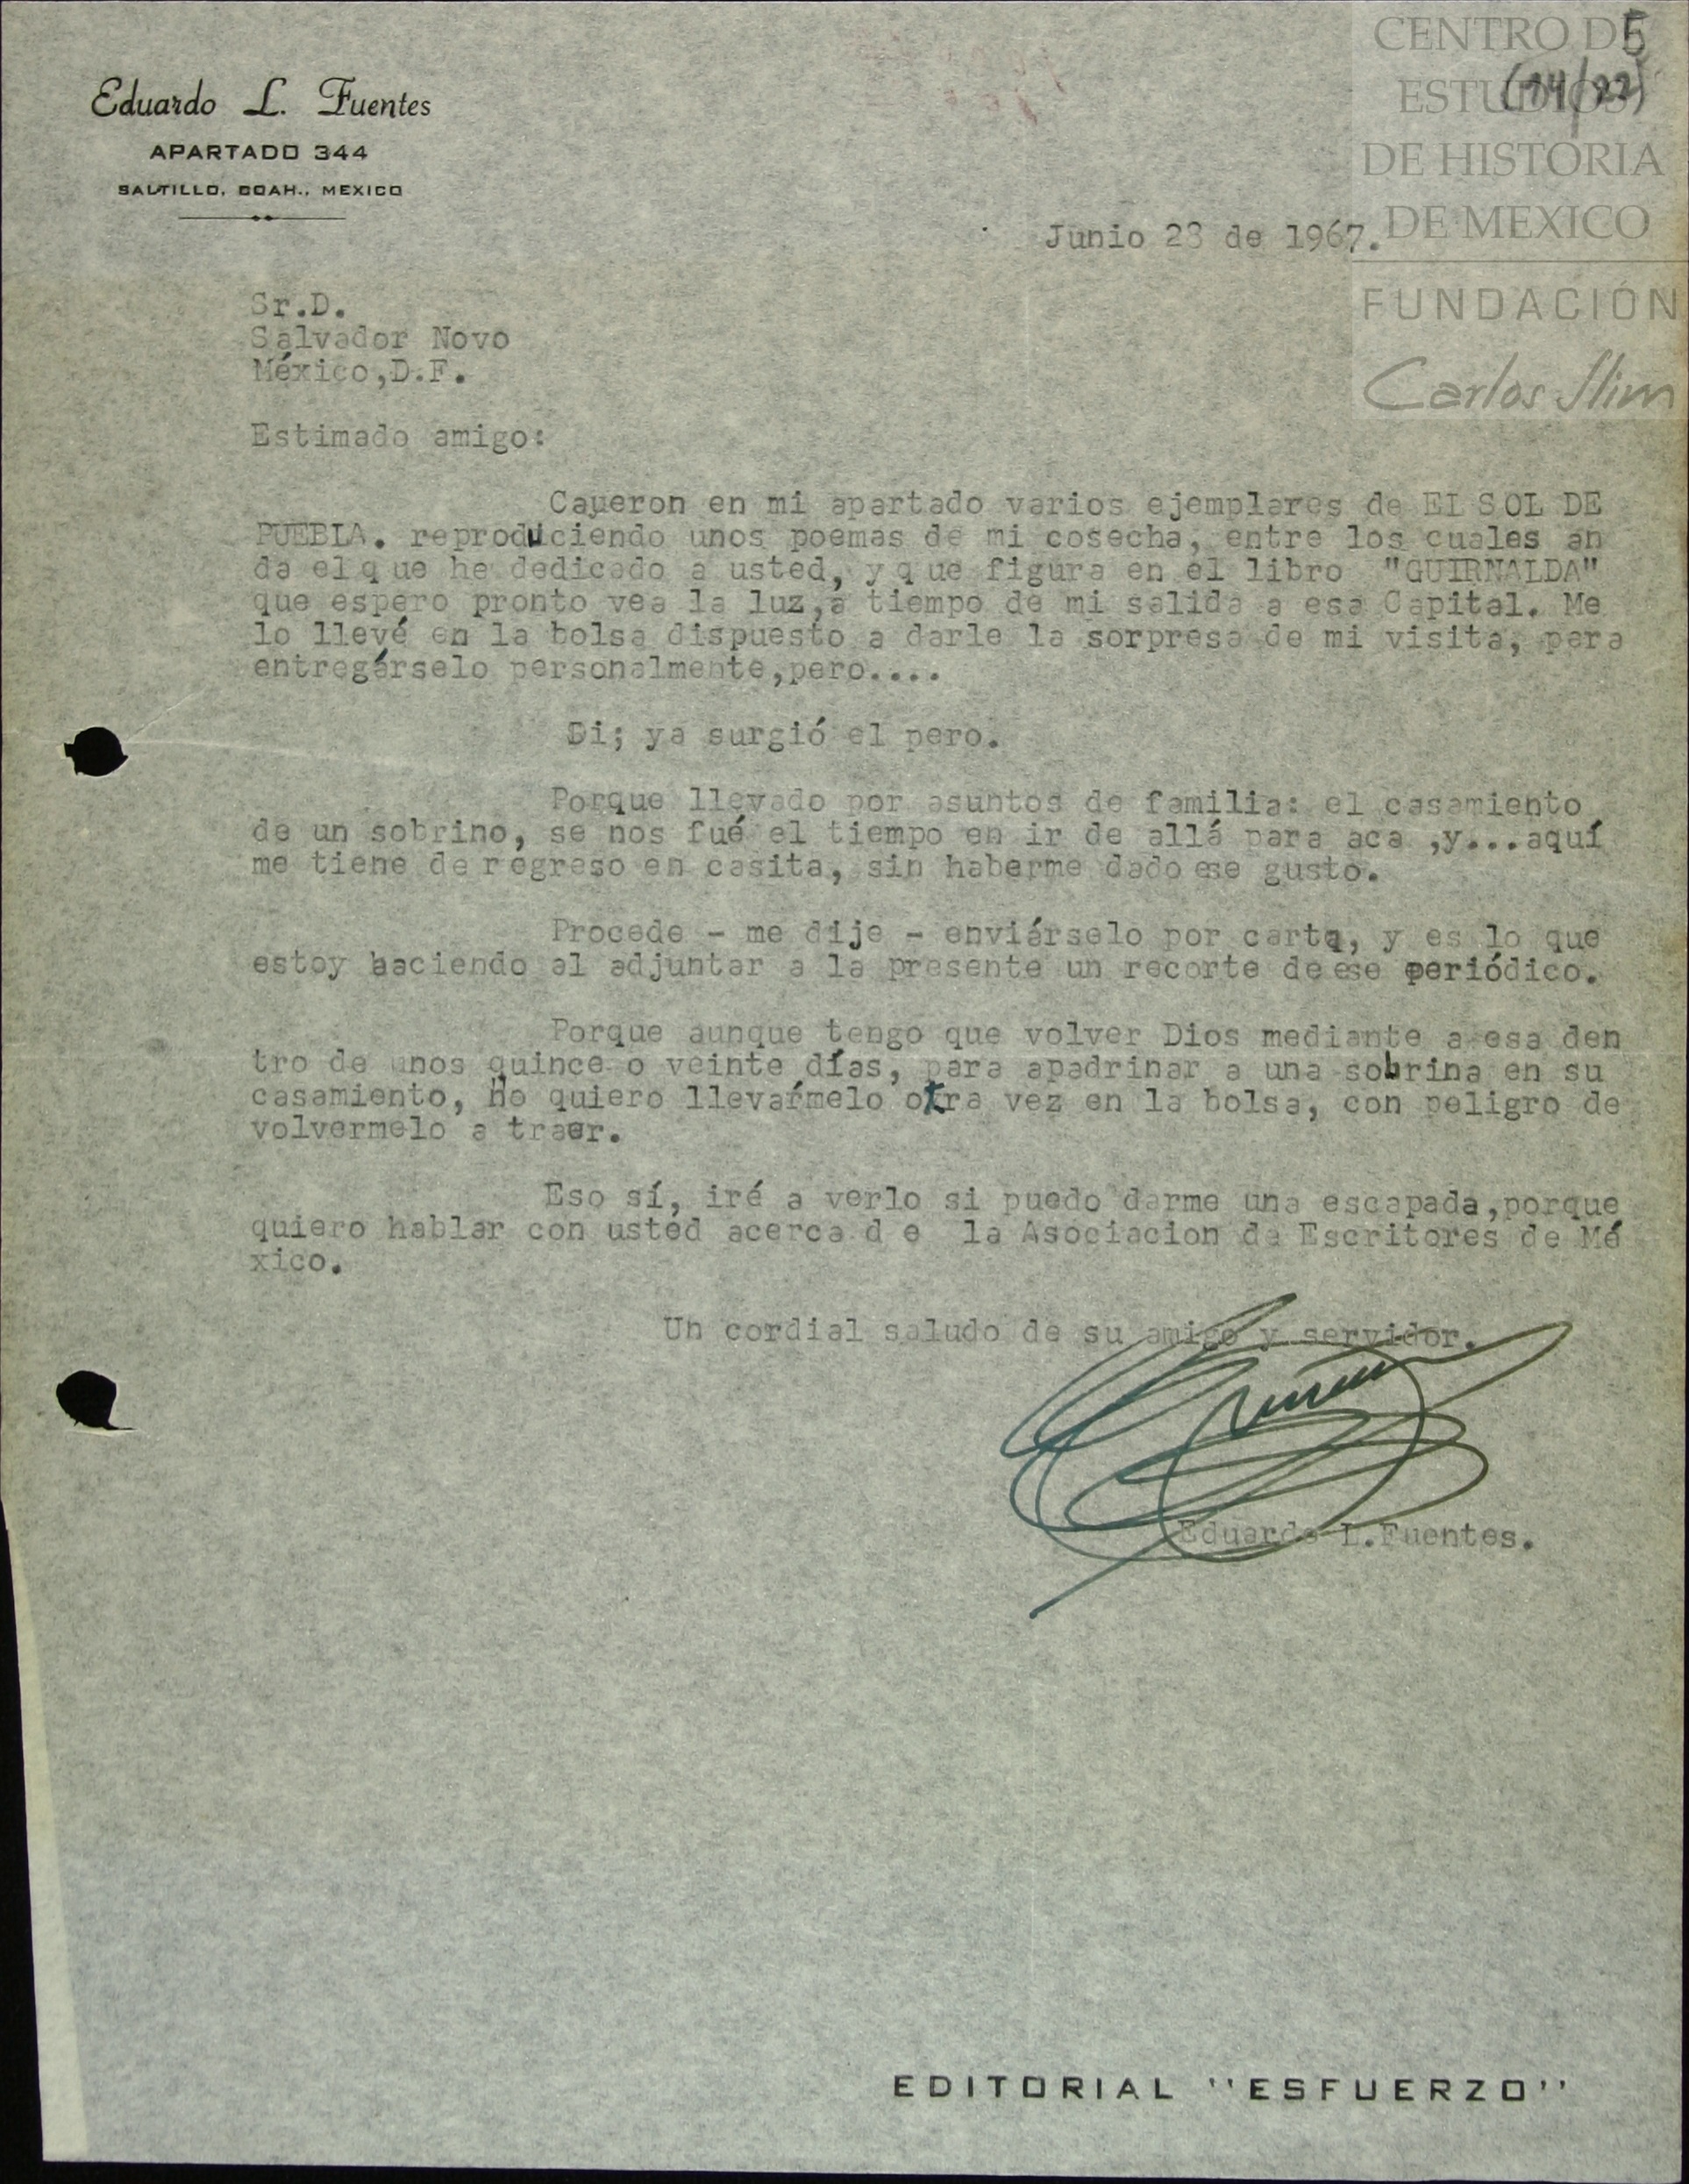 5
(14/22)
CENTRO DE
ESTUDIOS
DE HISTORIA
DE MEXICO
FUNDACIÓN
Carlos Slim
Eduardo L. Fuentes
APARTADO 344
SALTILLO, COAH., MEXICO
Junio 23 de 1967.
Sr.D.
Salvador Novo
México,D.F.
Estimado amigo:
Cayeron en mi apartado varios ejemplares de EL SOL DE
PUEBLA. reproduciendo unos poemas de mi cosecha, entre los cuales an
da el que he dedicado a usted, y que figura en el libro "GUIRNALDA"
que espero pronto vea la luz,a tiempo de mi salida a esa Capital. Me
lo llevé en la bolsa dispuesto a darle la sorpresa de mi visita, para
entregárselo personalmente,pero....
Si; ya surgió el pero.
Porque llevado por asuntos de familia: el casamiento
de un sobrino, se nos fué el tiempo en ir de allá para aca ,y...aquí
me tiene de regreso en casita, sin haberme dado ese gusto.
Procede - me dije - enviárselo por carta, y es lo que
estoy haciendo al adjuntar a la presente un recorte de ese periódico.
Porque aunque tengo que volver Dios mediante a esa den
tro de unos quince o veinte días, para apadrinar a una sobrina en su
casamiento, no quiero llevármelo otra vez en la bolsa, con peligro de
volvermelo a traer.
Eso sí, iré a verlo si puedo darme una escapada,porque
quiero hablar con usted acerca d e la Asociacion de Escritores de Mé
xico.
Un cordial saludo de su amigo y servidor.
Eduardo L.Fuentes.
EDITORIAL "ESFUERZO"